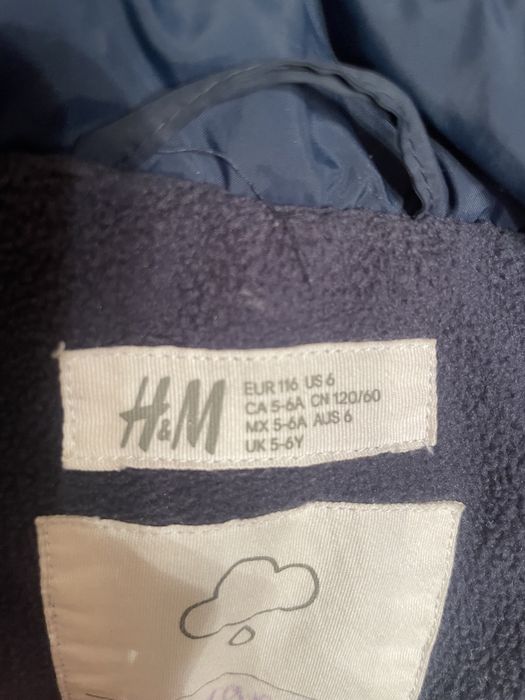 H&M
EUR 116 US 6
CA 5-6A CN 120/60
MX 5-6A AUS 6
UK 5-6Y